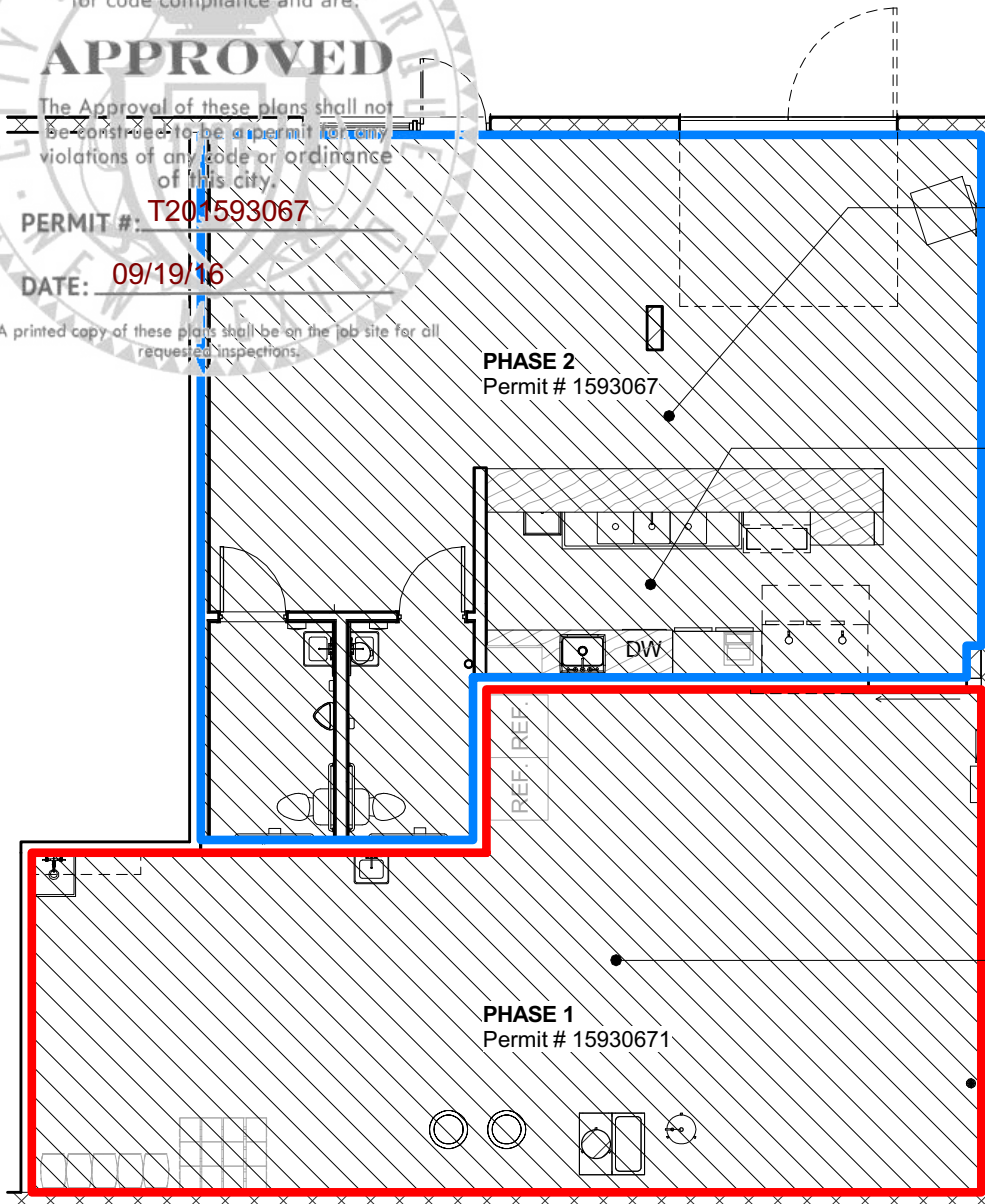 for code compliance and are:
APPROVED
The Approval of these plans shall not
be construed to be a permit for any
violations of any code or ordinance
of this city.
PERMIT #: T201593067
DATE: 09/19/16
A printed copy of these plans shall be on the job site for all
requested inspections.
PHASE 2
Permit # 1593067
DW
REF. REF.
PHASE 1
Permit # 15930671